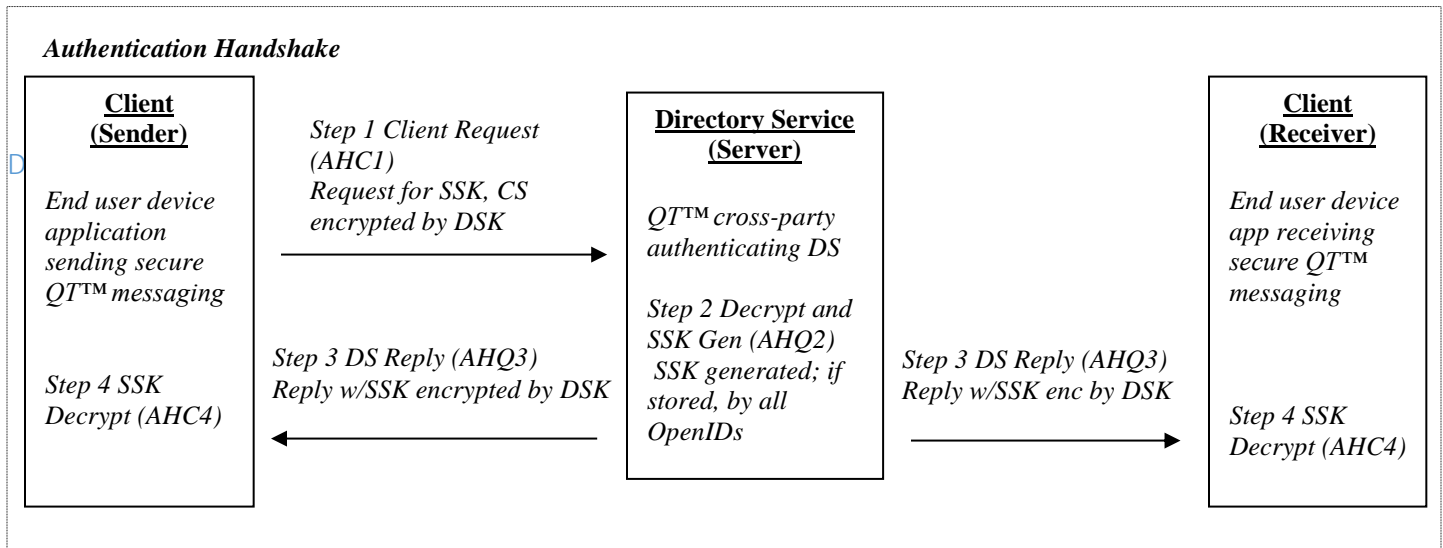 Authentication Handshake
Client
(Sender)
D
End user device
application
sending secure
QT™ messaging
Step 4 SSK
Decrypt (AHC4)
Step 1 Client Request
(AHC1)
Request for SSK, CS
encrypted by DSK
Step 3 DS Reply (AHQ3)
Reply w/SSK encrypted by DSK
Directory Service
(Server)
QT™ cross-party
authenticating DS
Step 2 Decrypt and
SSK Gen (AHQ2)
SSK generated; if
stored, by all
OpenIDs
Step 3 DS Reply (AHQ3)
Reply w/SSK enc by DSK
Client
(Receiver)
End user device
app receiving
secure QT™
messaging
Step 4 SSK
Decrypt (AHC4)